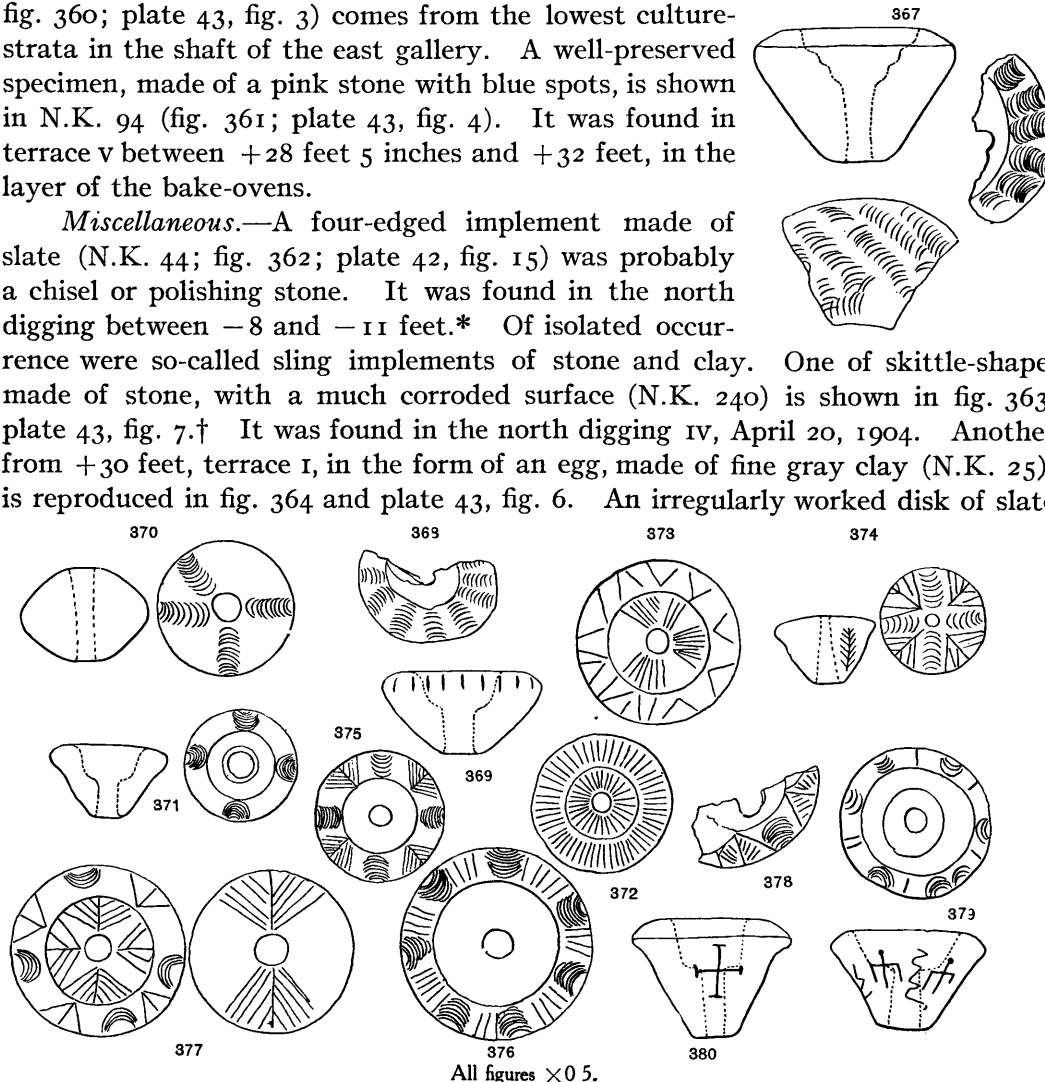 fig. 360; plate 43, fig. 3) comes from the lowest culture-
strata in the shaft of the east gallery. A well-preserved
specimen, made of a pink stone with blue spots, is shown
in N.K. 94 (fig. 361; plate 43, fig. 4). It was found in
terrace v between +28 feet 5 inches and +32 feet, in the
layer of the bake-ovens.
Miscellaneous.—A four-edged implement made of
slate (N.K. 44; fig. 362; plate 42, fig. 15) was probably
a chisel or polishing stone. It was found in the north
digging between −8 and −11 feet.* Of isolated occur-
rence were so-called sling implements of stone and clay. One of skittle-shape
made of stone, with a much corroded surface (N.K. 240) is shown in fig. 363
plate 43, fig. 7.† It was found in the north digging IV, April 20, 1904. Anothe
from +30 feet, terrace I, in the form of an egg, made of fine gray clay (N.K. 25)
is reproduced in fig. 364 and plate 43, fig. 6. An irregularly worked disk of slat
367
370
368
373
374
375
369
371
372
378
379
377
376
380
All figures ×0 5.